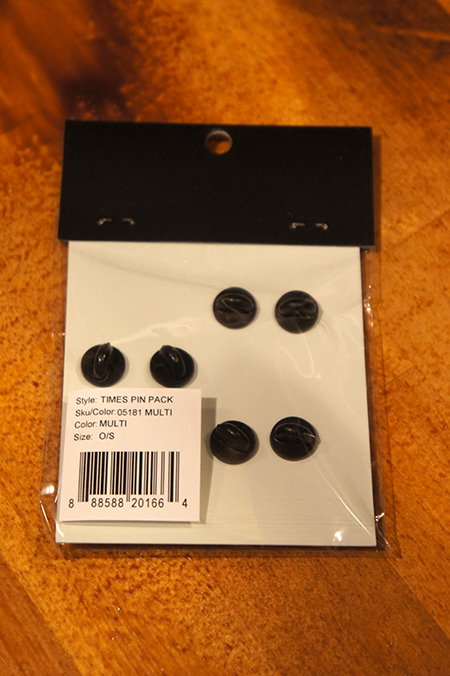 Style: TIMES PIN PACK
Sku/Color: 05181 MULTI
Color: MULTI
Size: O/S
8 88588 20166 4